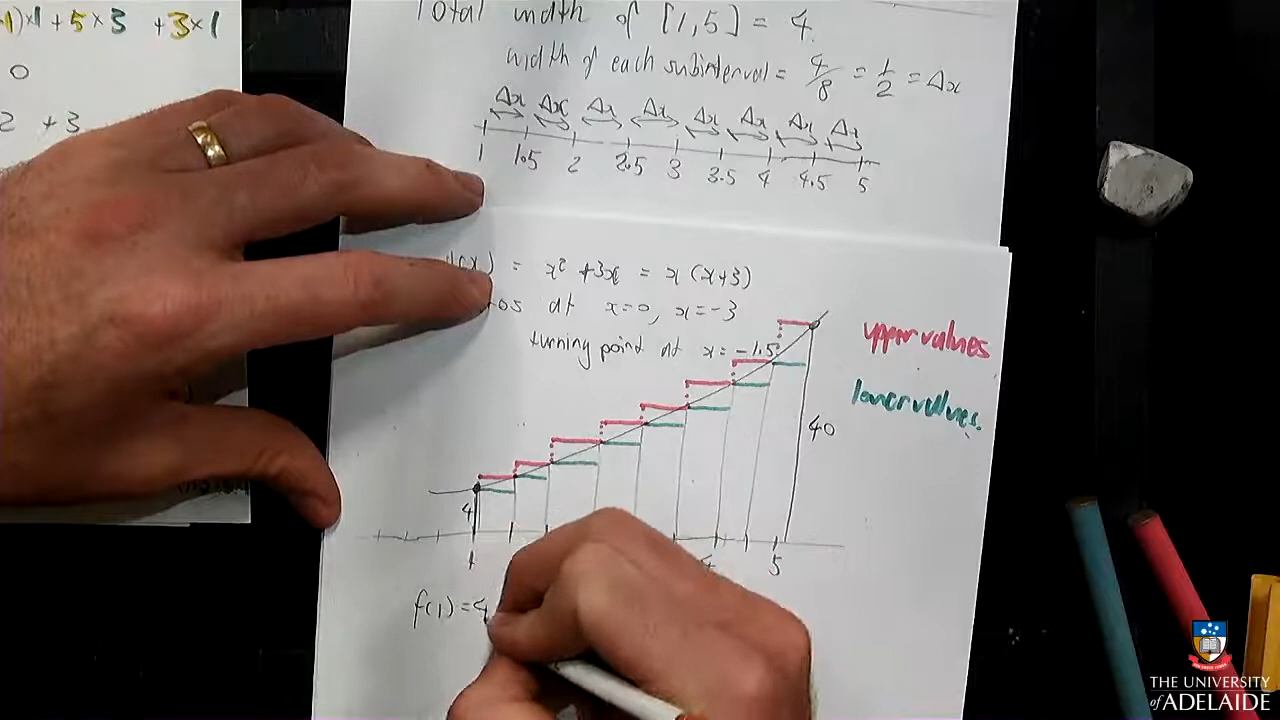 1)×1 + 5×3 + 3×1
0
2 + 3
Total width of [1,5] = 4.
width of each subinterval = 4/8 = 1/2 = Δx
Δx Δx Δx Δx Δx Δx Δx Δx
1 1.5 2 2.5 3 3.5 4 4.5 5
(x) = x² + 3x = x(x+3)
os at x=0, x=-3
turning point at x = -1.5
upper values
lower values.
40
4
1 5
f(1) = 4
THE UNIVERSITY
of ADELAIDE